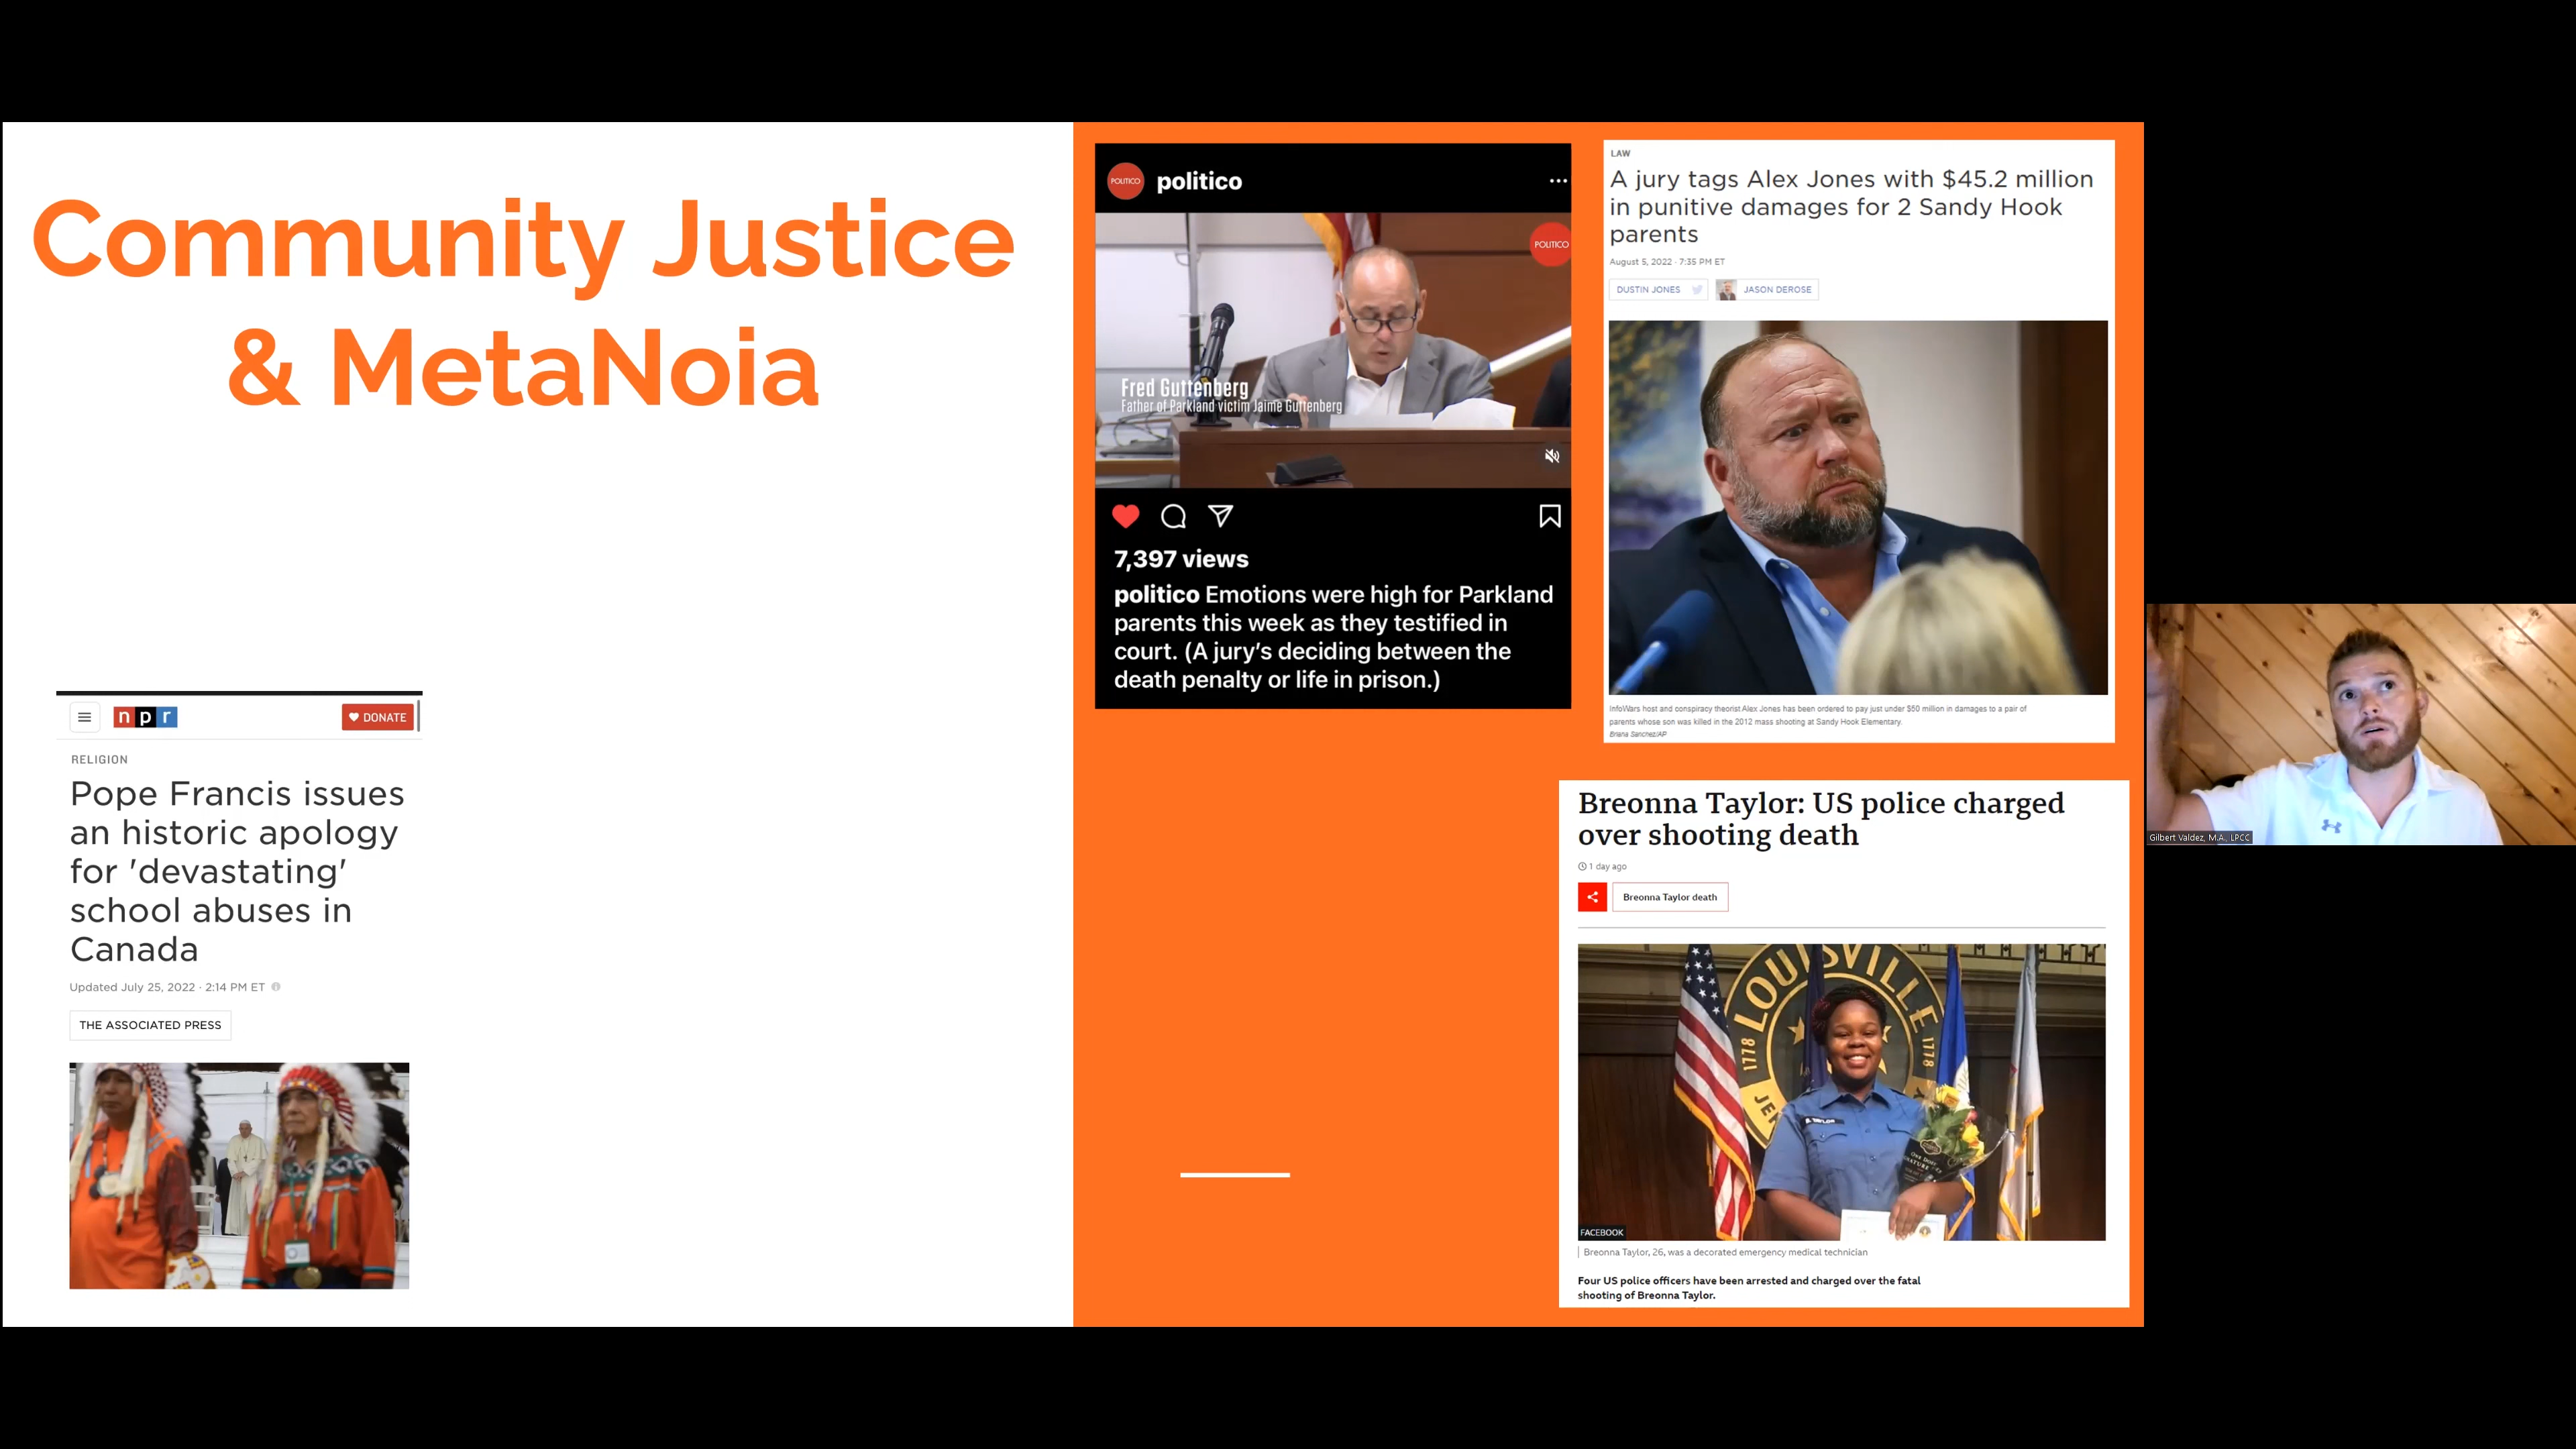 Community Justice
& MetaNoia
npr
DONATE
RELIGION
Pope Francis issues
an historic apology
for 'devastating'
school abuses in
Canada
Updated July 25, 2022 · 2:14 PM ET
THE ASSOCIATED PRESS
POLITICO
politico
POLITICO
Fred Guttenberg
Father of Parkland victim Jaime Guttenberg
7,397 views
politico Emotions were high for Parkland
parents this week as they testified in
court. (A jury's deciding between the
death penalty or life in prison.)
LAW
A jury tags Alex Jones with $45.2 million
in punitive damages for 2 Sandy Hook
parents
August 5, 2022 · 7:35 PM ET
DUSTIN JONES
JASON DEROSE
InfoWars host and conspiracy theorist Alex Jones has been ordered to pay just under $50 million in damages to a pair of
parents whose son was killed in the 2012 mass shooting at Sandy Hook Elementary.
Briana Sanchez/AP
Breonna Taylor: US police charged
over shooting death
1 day ago
Breonna Taylor death
LOUISVILLE
1778
1778
JE
FACEBOOK
Breonna Taylor, 26, was a decorated emergency medical technician
Four US police officers have been arrested and charged over the fatal
shooting of Breonna Taylor.
Gilbert Valdez, M.A., LPCC